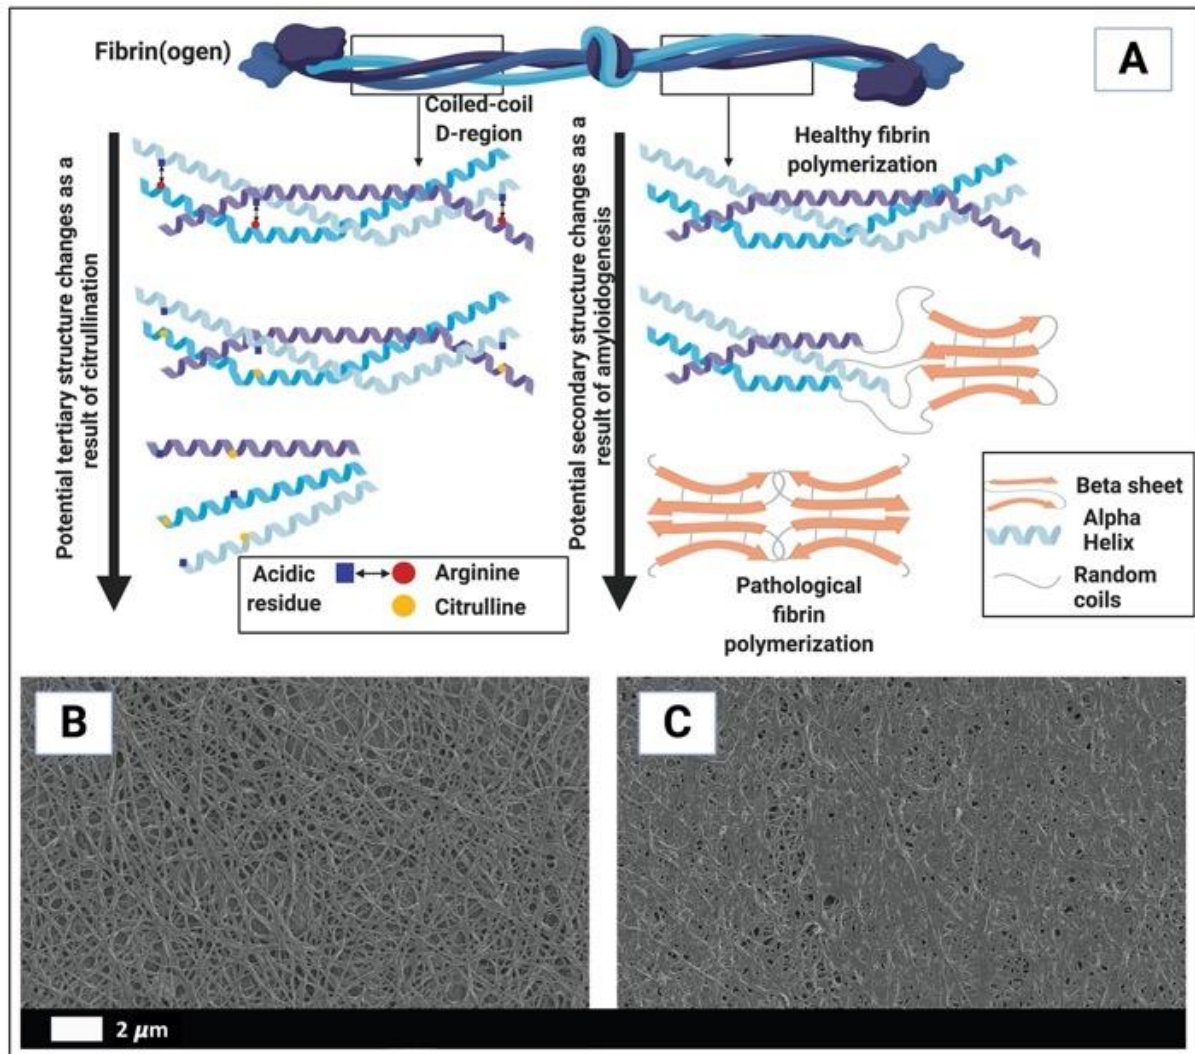 Fibrin(ogen)
A
Coiled-coil
D-region
Healthy fibrin
polymerization
Potential tertiary structure changes as a
result of citrullination
Potential secondary structure changes as a
result of amyloidogenesis
Acidic
residue
Arginine
Citrulline
Pathological
fibrin
polymerization
Beta sheet
Alpha
Helix
Random
coils
B
C
2 μm